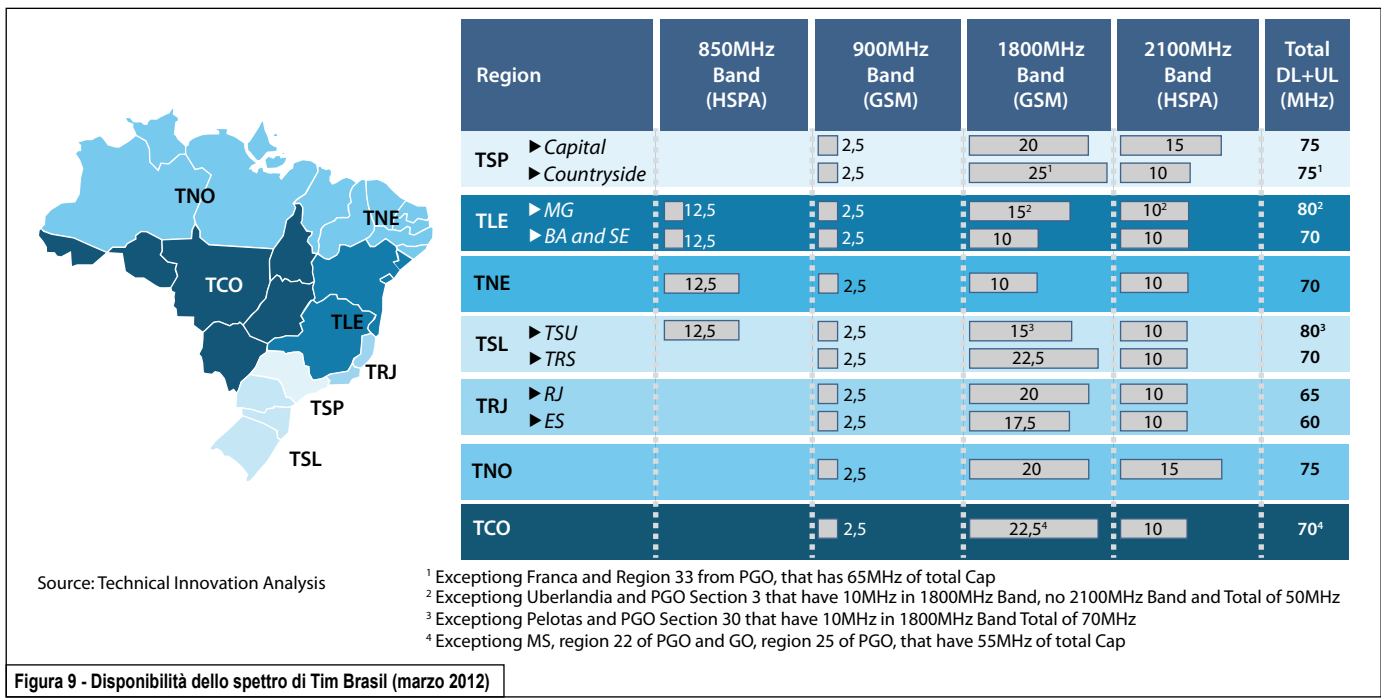 Region
850MHz Band (HSPA)
900MHz Band (GSM)
1800MHz Band (GSM)
2100MHz Band (HSPA)
Total DL+UL (MHz)
TSP
▶Capital 2,5 20 15 75
▶Countryside 2,5 25¹ 10 75¹
TLE
▶MG 12,5 2,5 15² 10² 80²
▶BA and SE 12,5 2,5 10 10 70
TNE 12,5 2,5 10 10 70
TSL
▶TSU 12,5 2,5 15³ 10 80³
▶TRS 2,5 22,5 10 70
TRJ
▶RJ 2,5 20 10 65
▶ES 2,5 17,5 10 60
TNO 2,5 20 15 75
TCO 2,5 22,5⁴ 10 70⁴
TNO
TNE
TCO
TLE
TRJ
TSP
TSL
Source: Technical Innovation Analysis
¹ Exceptiong Franca and Region 33 from PGO, that has 65MHz of total Cap
² Exceptiong Uberlandia and PGO Section 3 that have 10MHz in 1800MHz Band, no 2100MHz Band and Total of 50MHz
³ Exceptiong Pelotas and PGO Section 30 that have 10MHz in 1800MHz Band Total of 70MHz
⁴ Exceptiong MS, region 22 of PGO and GO, region 25 of PGO, that have 55MHz of total Cap
Figura 9 - Disponibilità dello spettro di Tim Brasil (marzo 2012)